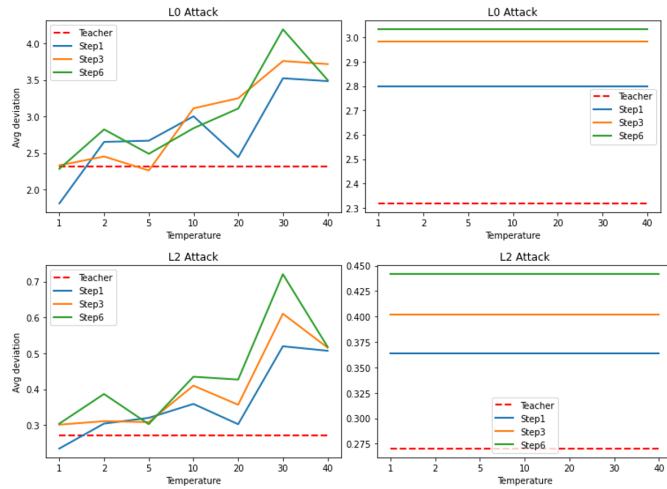 L0 Attack
4.0
3.5
3.0
2.5
2.0
Avg deviation
Teacher
Step1
Step3
Step6
1 2 5 10 20 30 40
Temperature
L0 Attack
3.0
2.9
2.8
2.7
2.6
2.5
2.4
2.3
Teacher
Step1
Step3
Step6
1 2 5 10 20 30 40
Temperature
L2 Attack
0.7
0.6
0.5
0.4
0.3
Avg deviation
Teacher
Step1
Step3
Step6
1 2 5 10 20 30 40
Temperature
L2 Attack
0.450
0.425
0.400
0.375
0.350
0.325
0.300
0.275
Teacher
Step1
Step3
Step6
1 2 5 10 20 30 40
Temperature